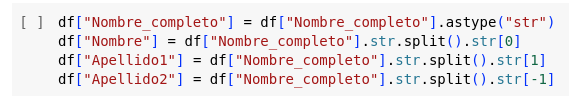 [ ] df["Nombre_completo"] = df["Nombre_completo"].astype("str")
df["Nombre"] = df["Nombre_completo"].str.split().str[0]
df["Apellido1"] = df["Nombre_completo"].str.split().str[1]
df["Apellido2"] = df["Nombre_completo"].str.split().str[-1]